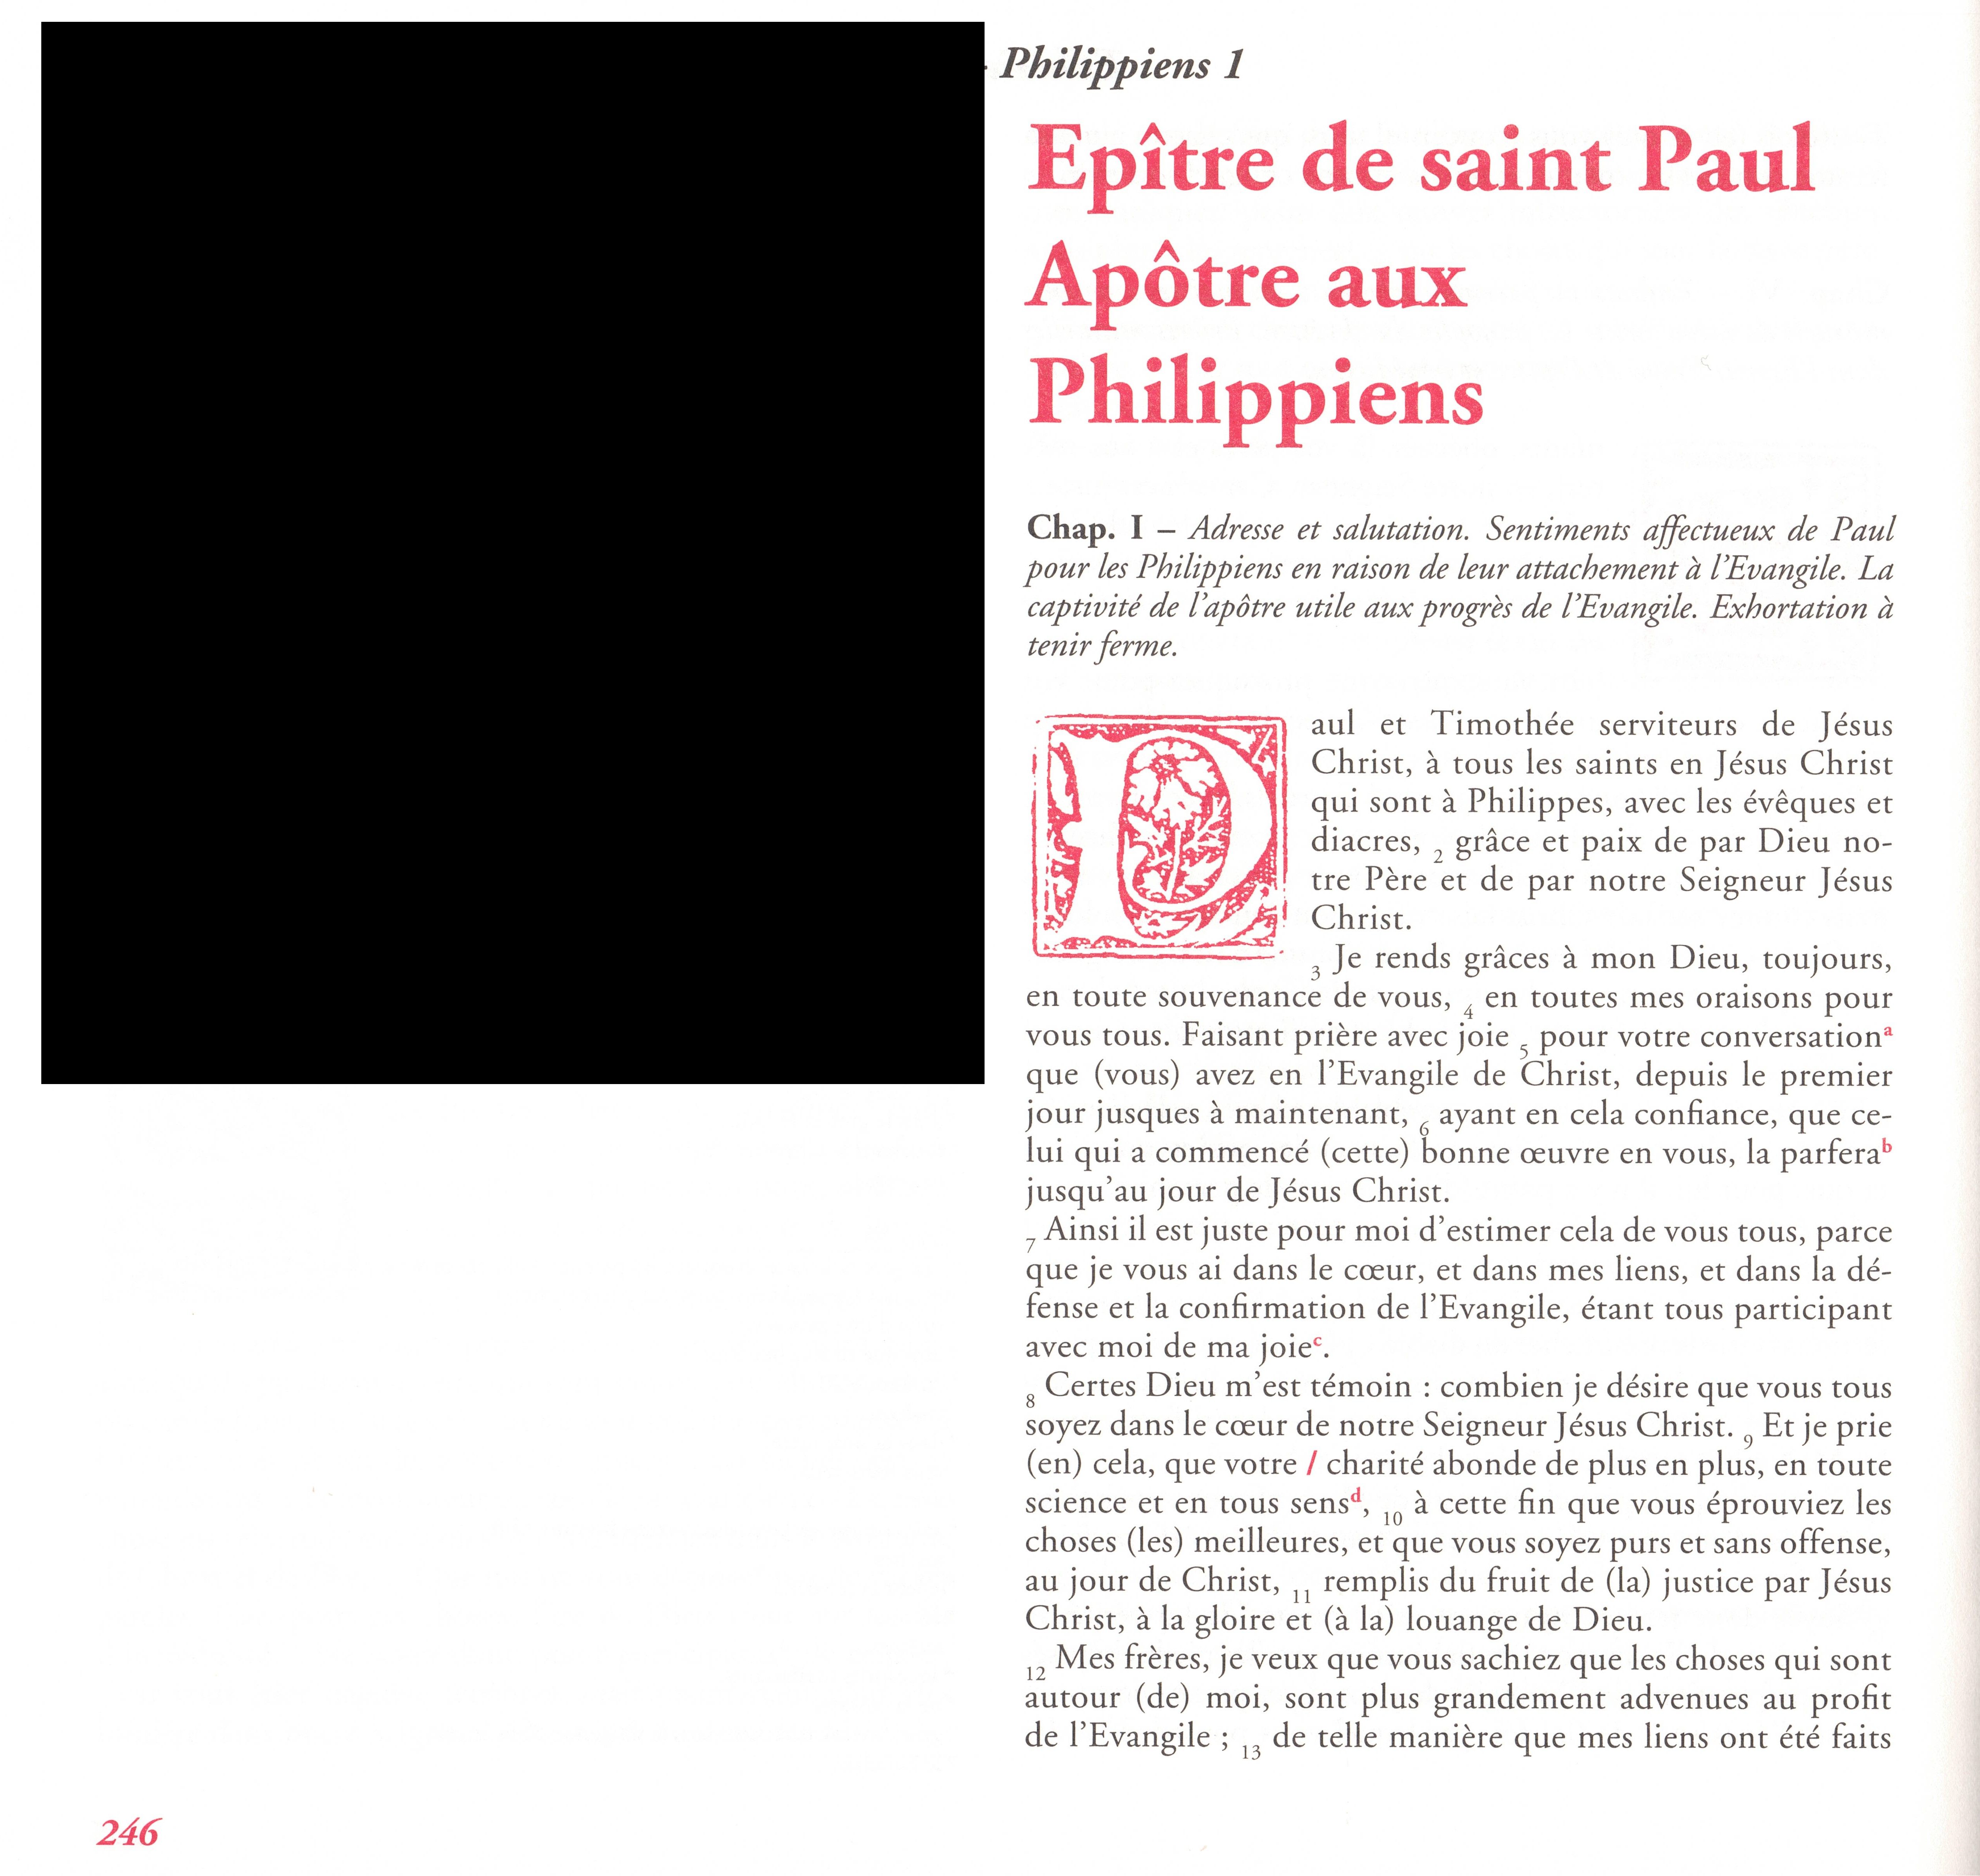 - Philippiens 1
Epître de saint Paul
Apôtre aux
Philippiens
Chap. I – Adresse et salutation. Sentiments affectueux de Paul
pour les Philippiens en raison de leur attachement à l'Evangile. La
captivité de l'apôtre utile aux progrès de l'Evangile. Exhortation à
tenir ferme.
Paul et Timothée serviteurs de Jésus
Christ, à tous les saints en Jésus Christ
qui sont à Philippes, avec les évêques et
diacres, 2 grâce et paix de par Dieu no-
tre Père et de par notre Seigneur Jésus
Christ.
3 Je rends grâces à mon Dieu, toujours,
en toute souvenance de vous, 4 en toutes mes oraisons pour
vous tous. Faisant prière avec joie 5 pour votre conversation a
que (vous) avez en l'Evangile de Christ, depuis le premier
jour jusques à maintenant, 6 ayant en cela confiance, que ce-
lui qui a commencé (cette) bonne œuvre en vous, la parfera b
jusqu'au jour de Jésus Christ.
7 Ainsi il est juste pour moi d'estimer cela de vous tous, parce
que je vous ai dans le cœur, et dans mes liens, et dans la dé-
fense et la confirmation de l'Evangile, étant tous participant
avec moi de ma joie c.
8 Certes Dieu m'est témoin : combien je désire que vous tous
soyez dans le cœur de notre Seigneur Jésus Christ. 9 Et je prie
(en) cela, que votre / charité abonde de plus en plus, en toute
science et en tous sens d, 10 à cette fin que vous éprouviez les
choses (les) meilleures, et que vous soyez purs et sans offense,
au jour de Christ, 11 remplis du fruit de (la) justice par Jésus
Christ, à la gloire et (à la) louange de Dieu.
12 Mes frères, je veux que vous sachiez que les choses qui sont
autour (de) moi, sont plus grandement advenues au profit
de l'Evangile ; 13 de telle manière que mes liens ont été faits
246